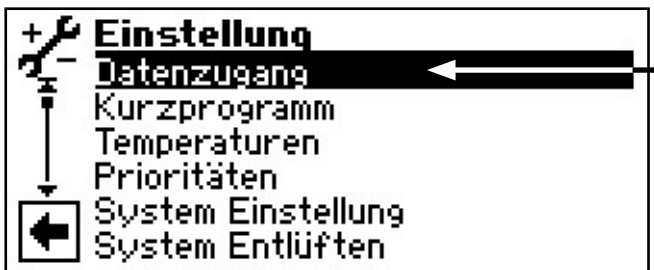 Einstellung
Datenzugang
Kurzprogramm
Temperaturen
Prioritäten
System Einstellung
System Entlüften